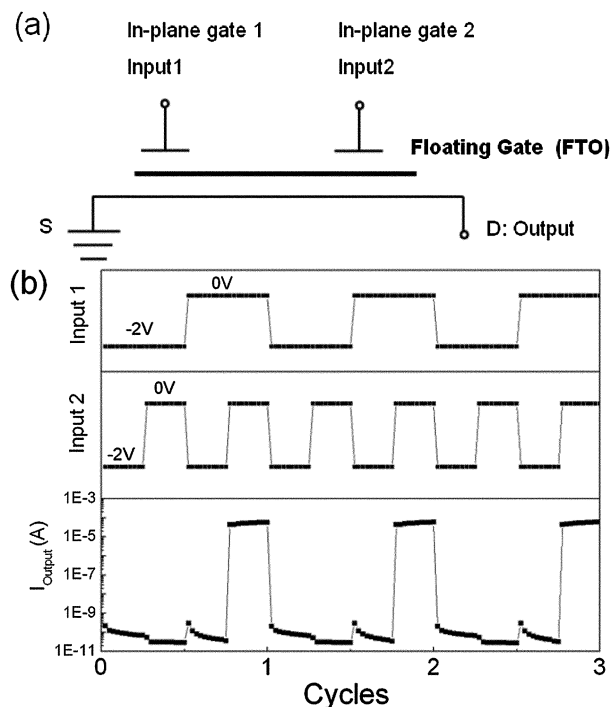 (a)
In-plane gate 1
In-plane gate 2
Input1
Input2
Floating Gate (FTO)
S
D: Output
(b)
Input 1
0V
-2V
Input 2
0V
-2V
I_Output (A)
1E-3
1E-5
1E-7
1E-9
1E-11
0
1
2
3
Cycles